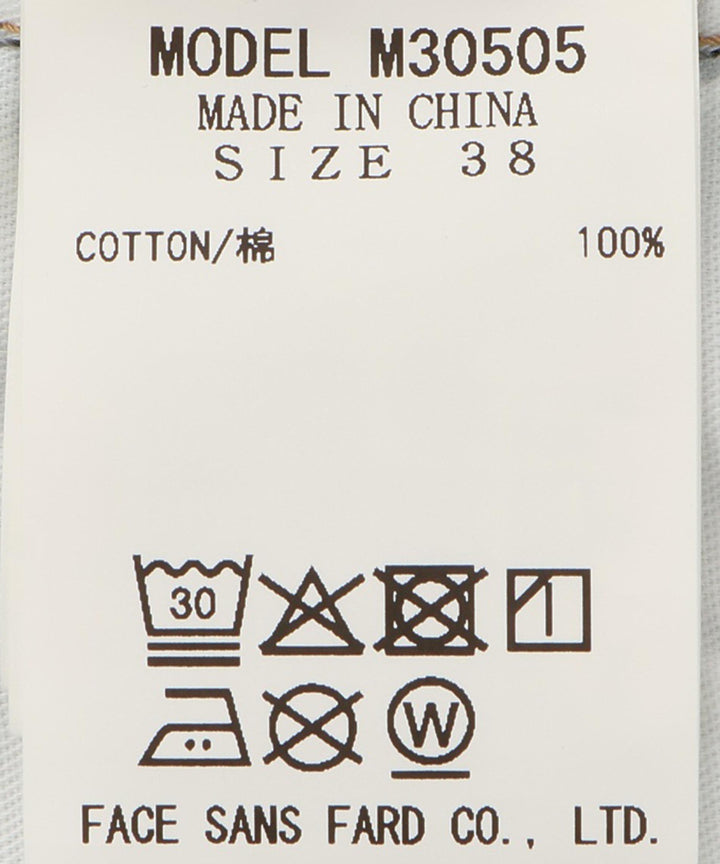 MODEL M30505
MADE IN CHINA
SIZE 38
COTTON/棉 100%
30
W
FACE SANS FARD CO., LTD.